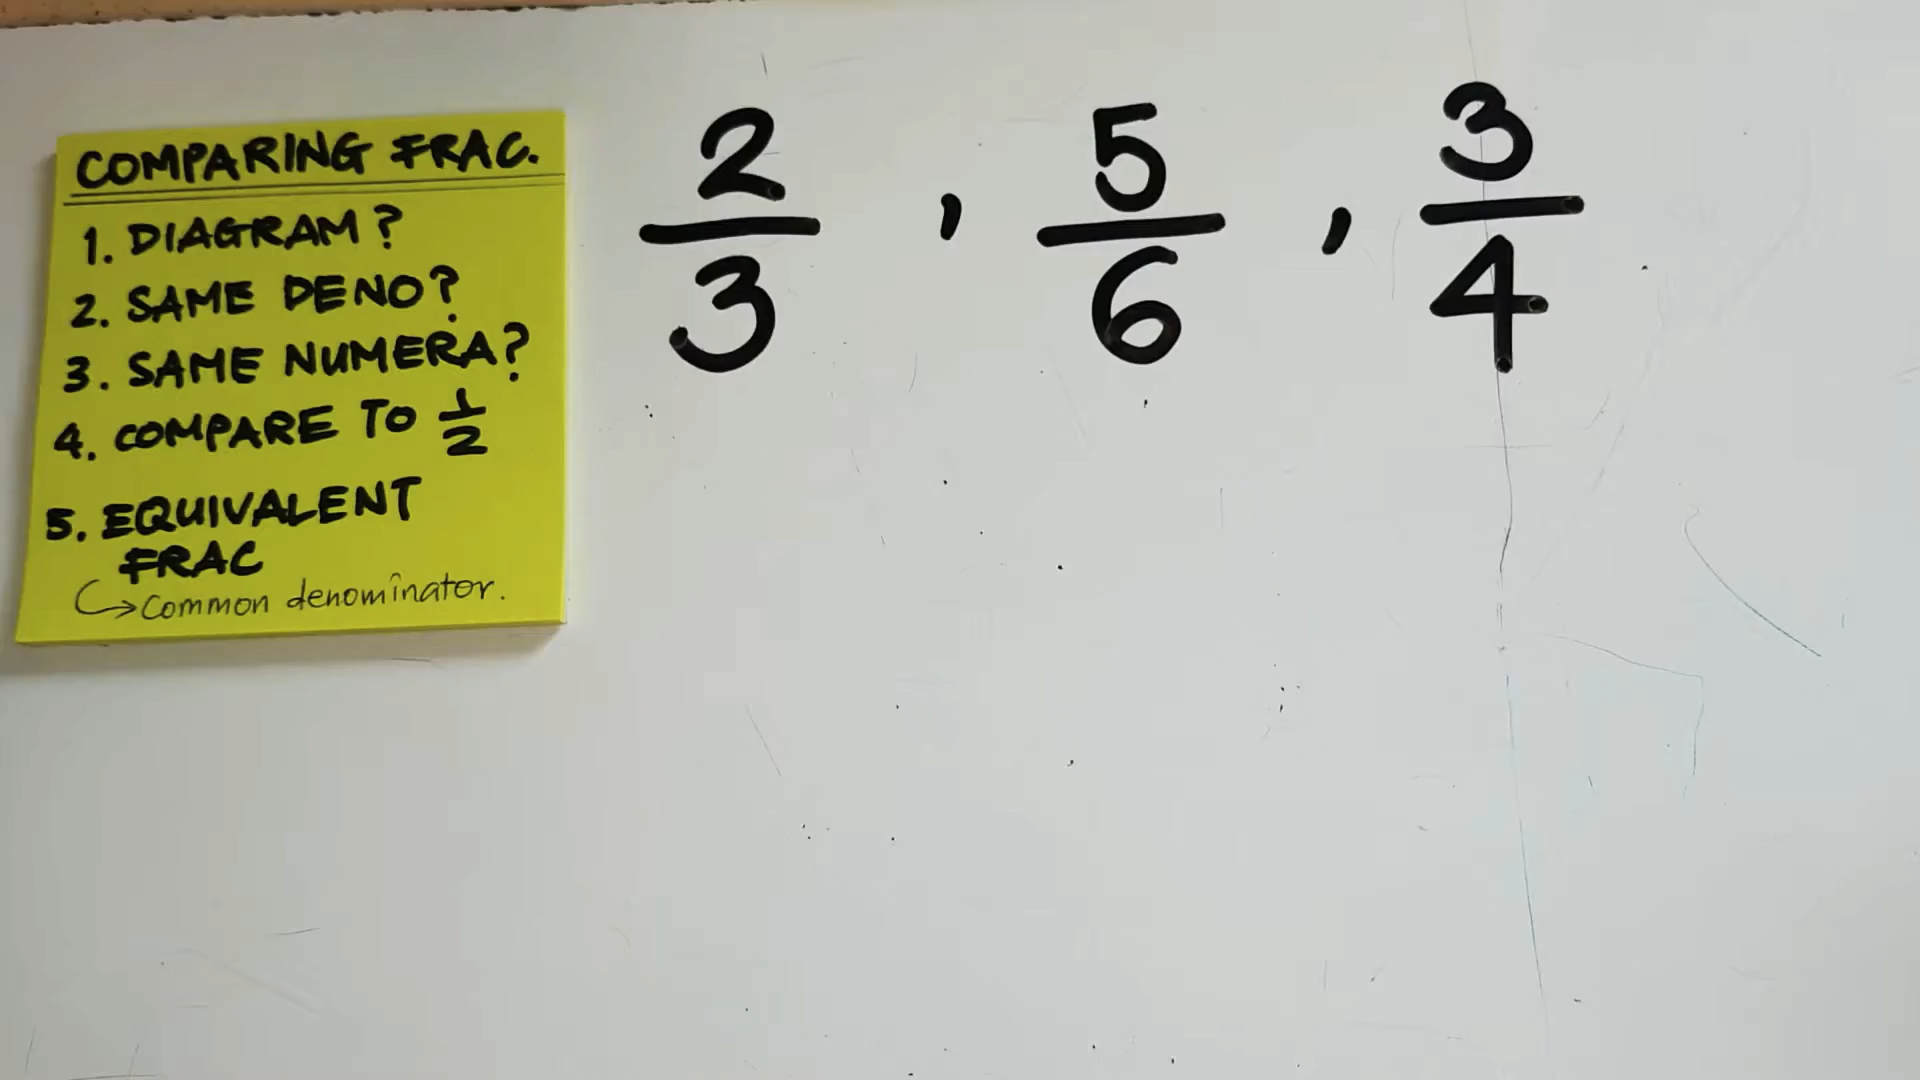 COMPARING FRAC.
1. DIAGRAM?
2. SAME DENO?
3. SAME NUMERA?
4. COMPARE TO 1/2
5. EQUIVALENT
FRAC
↳ Common denominator.
2/3 , 5/6 , 3/4